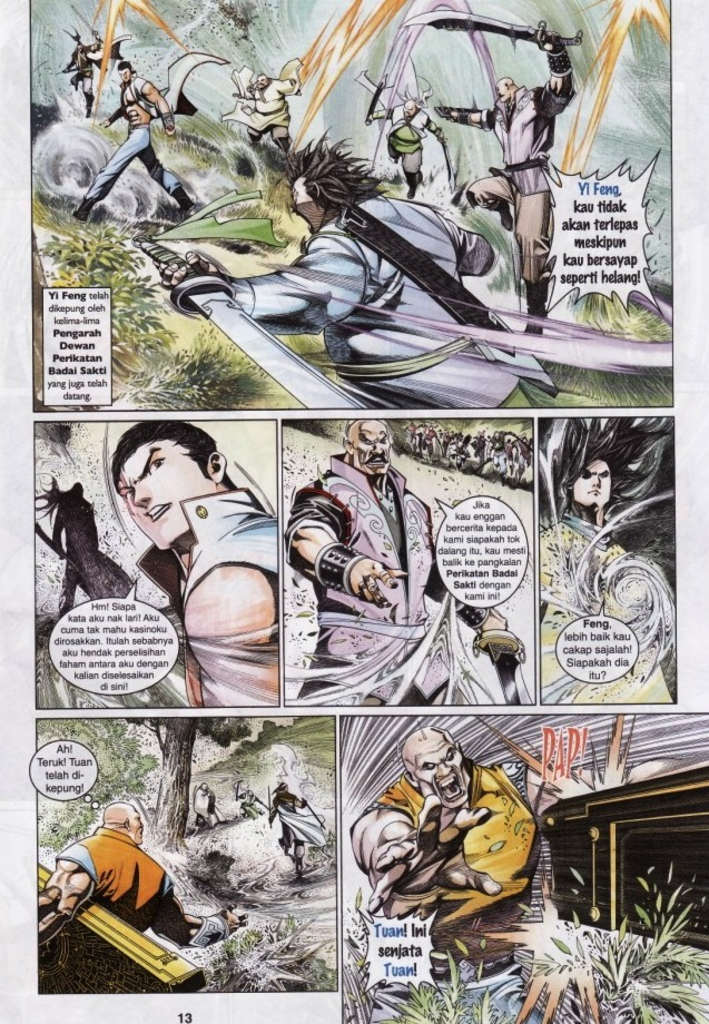 Yi Feng,
kau tidak
akan terlepas
meskipun
kau bersayap
seperti helang!
Yi Feng telah
dikepung oleh
kelima-lima
Pengarah
Dewan
Perikatan
Badai Sakti
yang juga telah
datang.
Hm! Siapa
kata aku nak lari! Aku
cuma tak mahu kasinoku
dirosakkan. Itulah sebabnya
aku hendak perselisihan
faham antara aku dengan
kalian diselesaikan
di sini!
Jika
kau enggan
bercerita kepada
kami siapakah tok
dalang itu, kau mesti
balik ke pangkalan
Perikatan Badai
Sakti dengan
kami ini!
Feng,
lebih baik kau
cakap sajalah!
Siapakah dia
itu?
Ah!
Teruk! Tuan
telah di-
kepung!
PAP!
Tuan! Ini
senjata
Tuan!
13